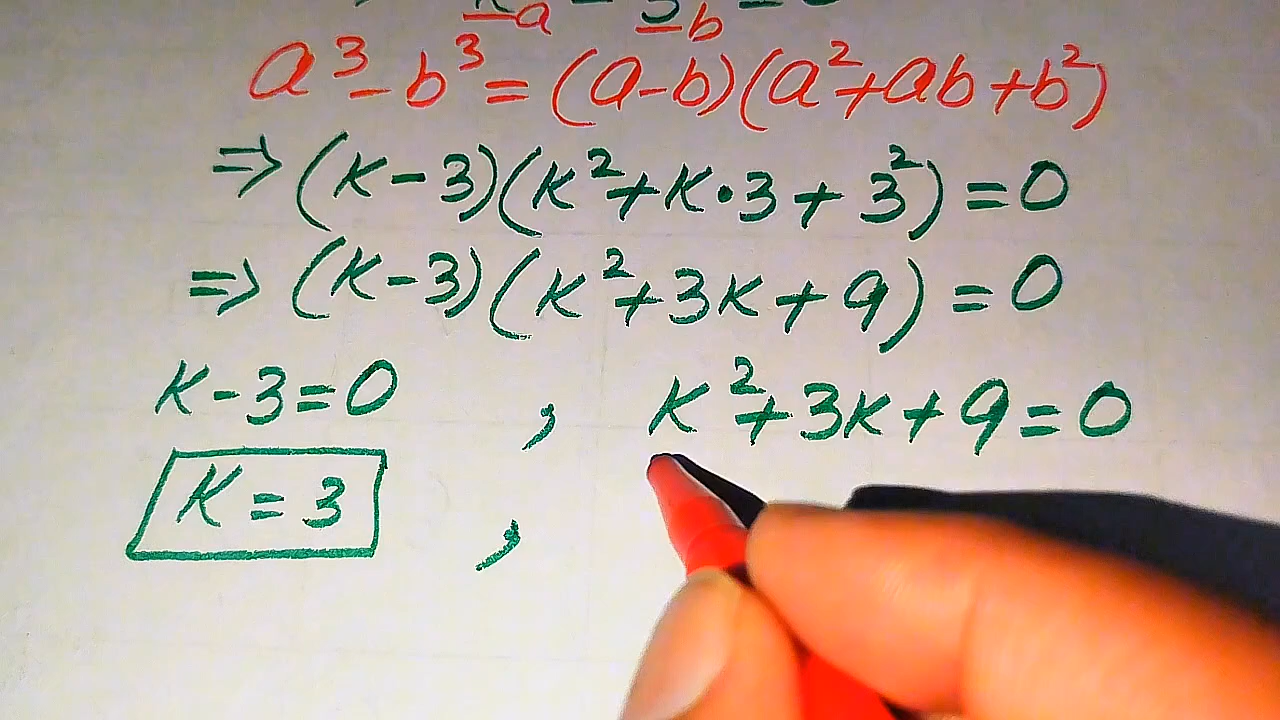 a³ - b³ = (a-b)(a²+ab+b²)
⇒ (K-3)(K²+K·3+3²) = 0
⇒ (K-3)(K²+3K+9) = 0
K-3=0 , K²+3K+9=0
K = 3 ,